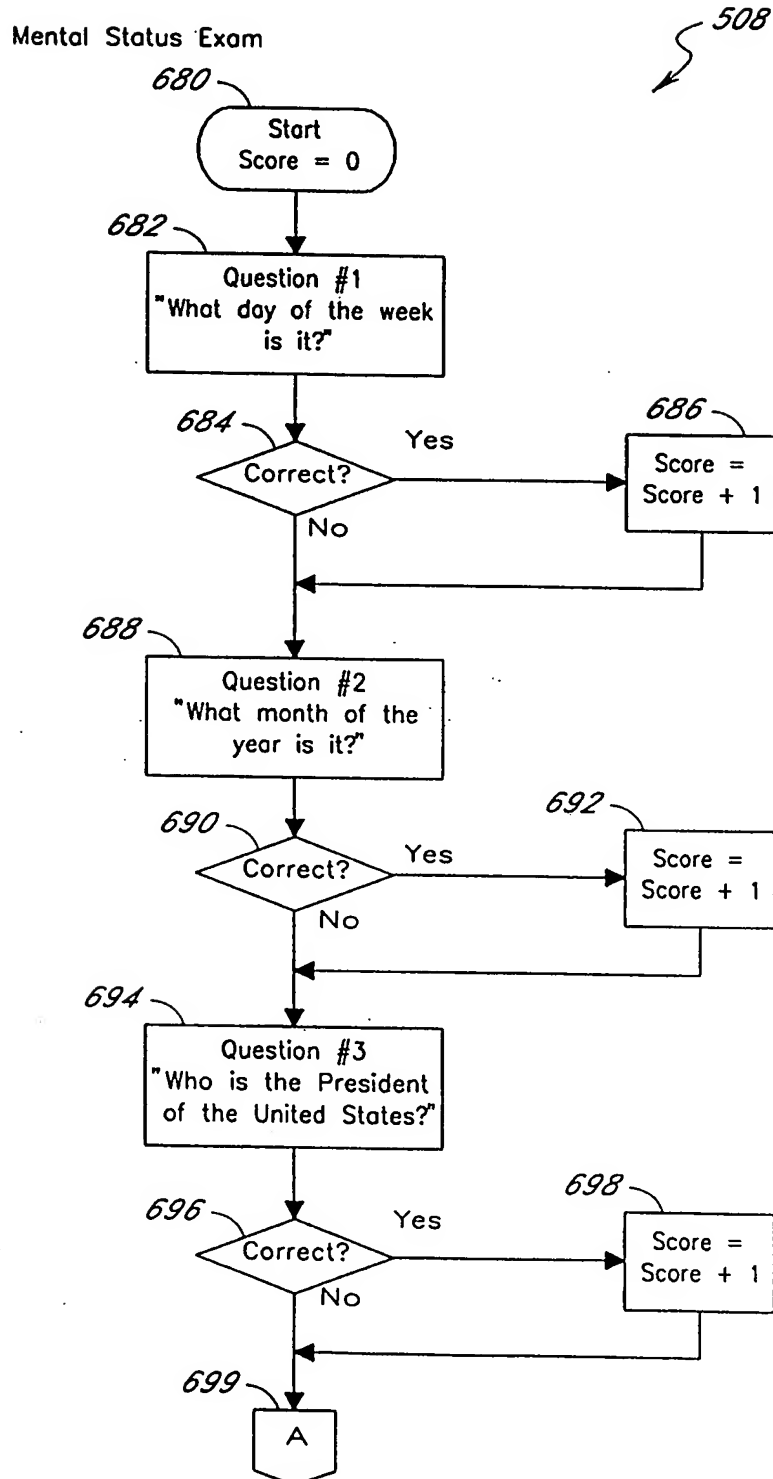 508
Mental Status Exam
680
Start
Score = 0
682
Question #1
"What day of the week
is it?"
684
Correct?
Yes
No
686
Score =
Score + 1
688
Question #2
"What month of the
year is it?"
690
Correct?
Yes
No
692
Score =
Score + 1
694
Question #3
"Who is the President
of the United States?"
696
Correct?
Yes
No
698
Score =
Score + 1
699
A